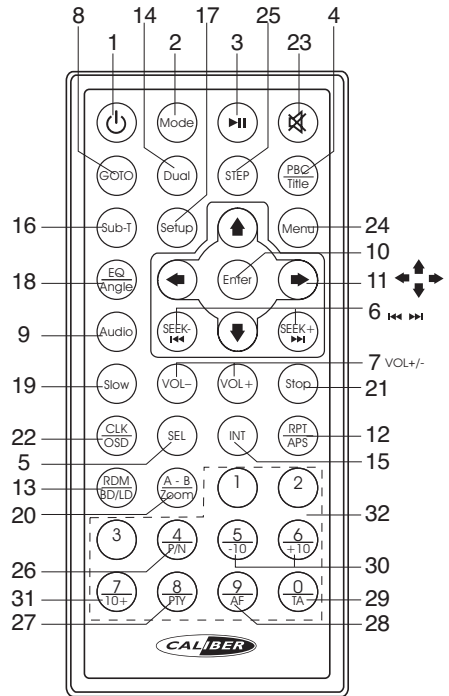 8 14 17 25 4
1 2 3 23
Mode
GOTO Dual STEP PBC
Title
16 Sub-T Setup Menu 24
10
18 EQ
Angle Enter 11
6
9 Audio SEEK- SEEK+
7 VOL+/-
19 Slow VOL– VOL+ Stop
21
22 CLK
OSD SEL INT RPT
APS 12
5 15
13 RDM
BD/LD A - B
Zoom 1 2
20 32
3 4
P/N 5
-10 6
+10
26 30
31 7
10+ 8
PTY 9
AF 0
TA 29
27 28
CALIBER